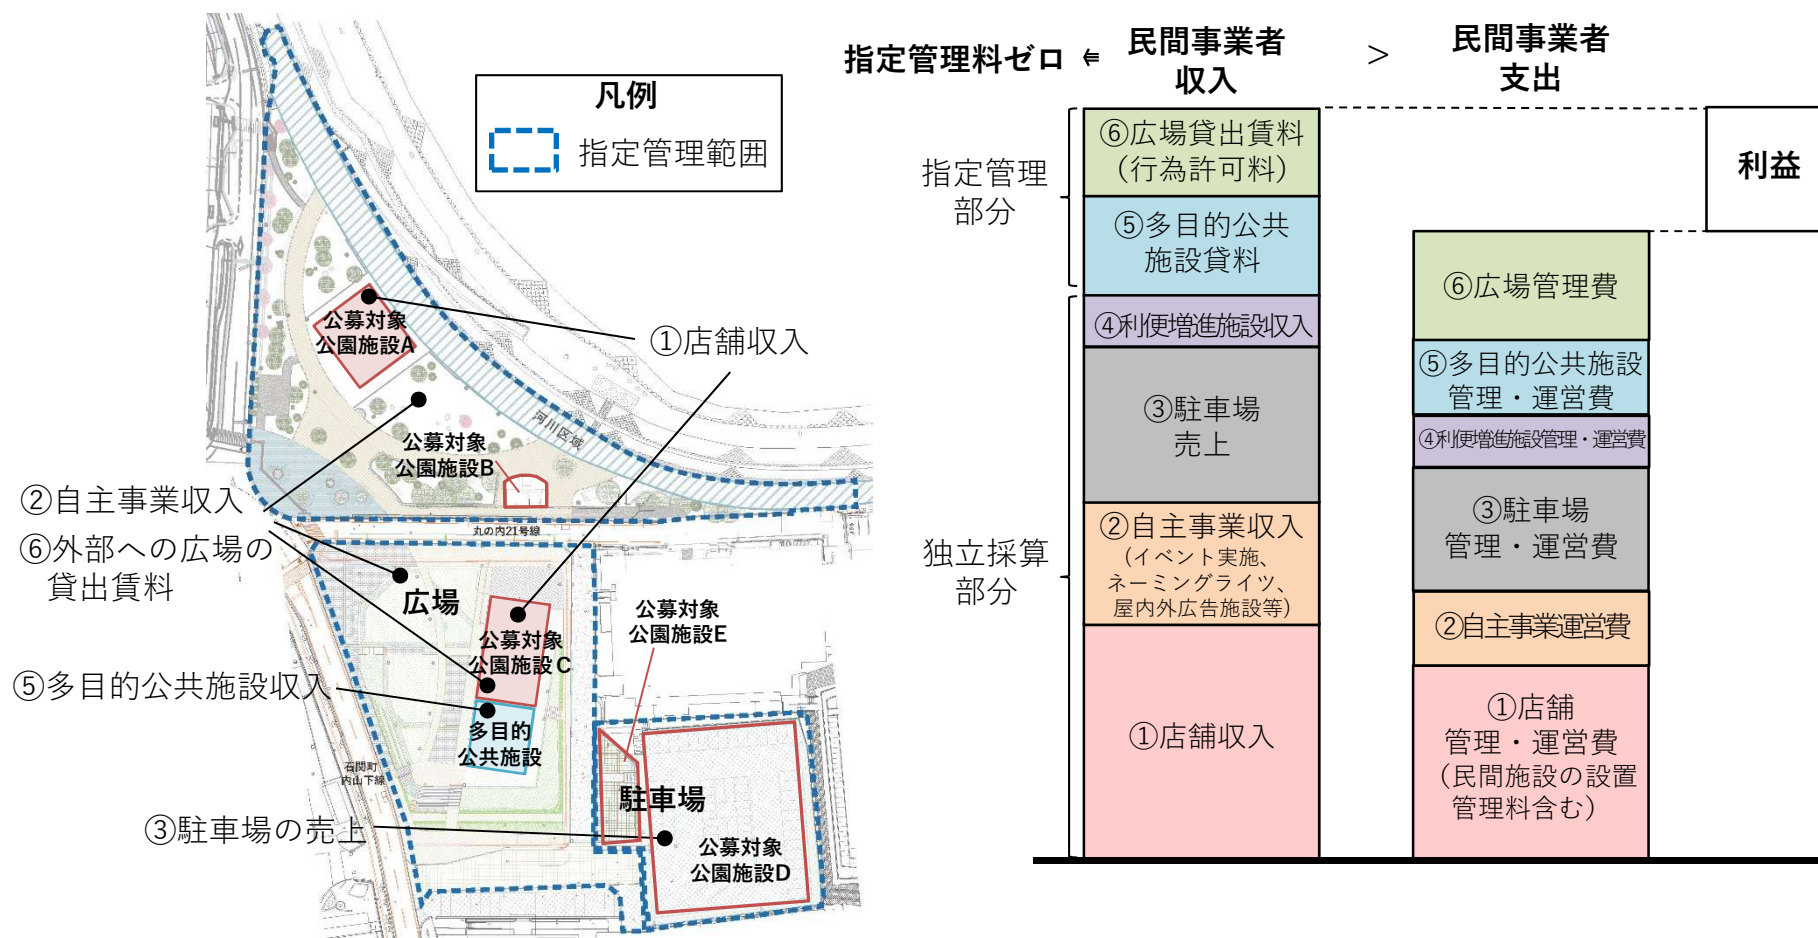 凡例
指定管理範囲
公募対象
公園施設A
①店舗収入
河川区域
公募対象
公園施設B
②自主事業収入
⑥外部への広場の
貸出賃料
丸の内21号線
広場
公募対象
公園施設C
公募対象
公園施設E
⑤多目的公共施設収入
多目的
公共施設
石関町
内山下線
駐車場
③駐車場の売上
公募対象
公園施設D
指定管理料ゼロ ⇐
民間事業者
収入
>
民間事業者
支出
指定管理
部分
⑥広場貸出賃料
(行為許可料)
⑤多目的公共
施設貸料
独立採算
部分
④利便増進施設収入
③駐車場
売上
②自主事業収入
(イベント実施、
ネーミングライツ、
屋内外広告施設等)
①店舗収入
⑥広場管理費
⑤多目的公共施設
管理・運営費
④利便増進施設管理・運営費
③駐車場
管理・運営費
②自主事業運営費
①店舗
管理・運営費
(民間施設の設置
管理料含む)
利益